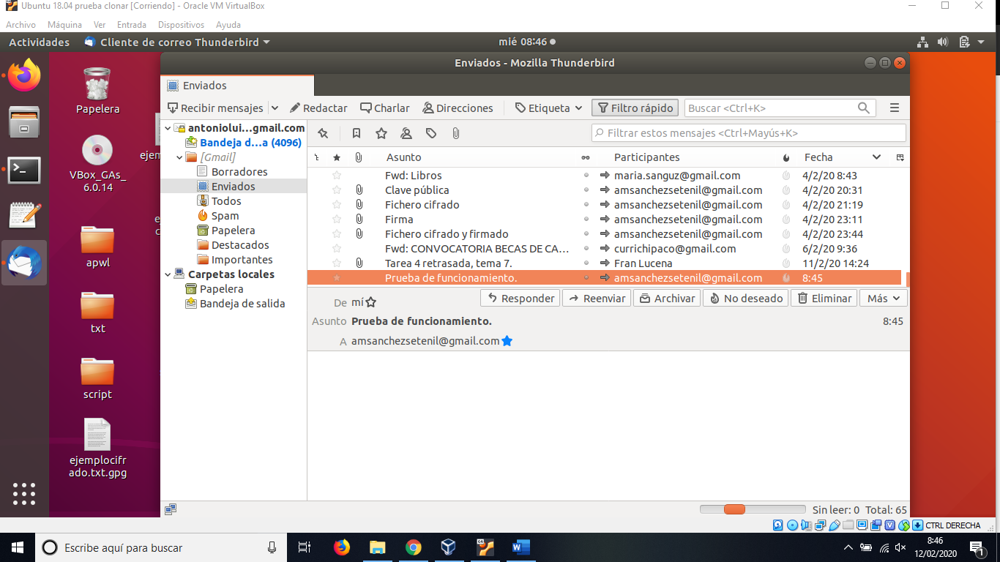 Ubuntu 18.04 prueba clonar [Corriendo] - Oracle VM VirtualBox
Archivo Máquina Ver Entrada Dispositivos Ayuda
Actividades Cliente de correo Thunderbird mié 08:46
Enviados - Mozilla Thunderbird
Enviados
Recibir mensajes Redactar Charlar Direcciones Etiqueta Filtro rápido Buscar <Ctrl+K>
Filtrar estos mensajes <Ctrl+Mayús+K>
antoniolui...gmail.com
Bandeja d...a (4096)
[Gmail]
Borradores
Enviados
Todos
Spam
Papelera
Destacados
Importantes
Carpetas locales
Papelera
Bandeja de salida
Asunto Participantes Fecha
Fwd: Libros maria.sanguz@gmail.com 4/2/20 8:43
Clave pública amsanchezsetenil@gmail.com 4/2/20 20:31
Fichero cifrado amsanchezsetenil@gmail.com 4/2/20 21:19
Firma amsanchezsetenil@gmail.com 4/2/20 23:11
Fichero cifrado y firmado amsanchezsetenil@gmail.com 4/2/20 23:44
Fwd: CONVOCATORIA BECAS DE CA... currichipaco@gmail.com 6/2/20 9:36
Tarea 4 retrasada, tema 7. Fran Lucena 11/2/20 14:24
Prueba de funcionamiento. amsanchezsetenil@gmail.com 8:45
De mí Responder Reenviar Archivar No deseado Eliminar Más
Asunto Prueba de funcionamiento. 8:45
A amsanchezsetenil@gmail.com
Sin leer: 0 Total: 65
Papelera
VBox_GAs_
6.0.14
apwl
txt
script
ejemplocifr
ado.txt.gpg
ejem
ej
c
CTRL DERECHA
Escribe aquí para buscar
64
8:46
12/02/2020
1